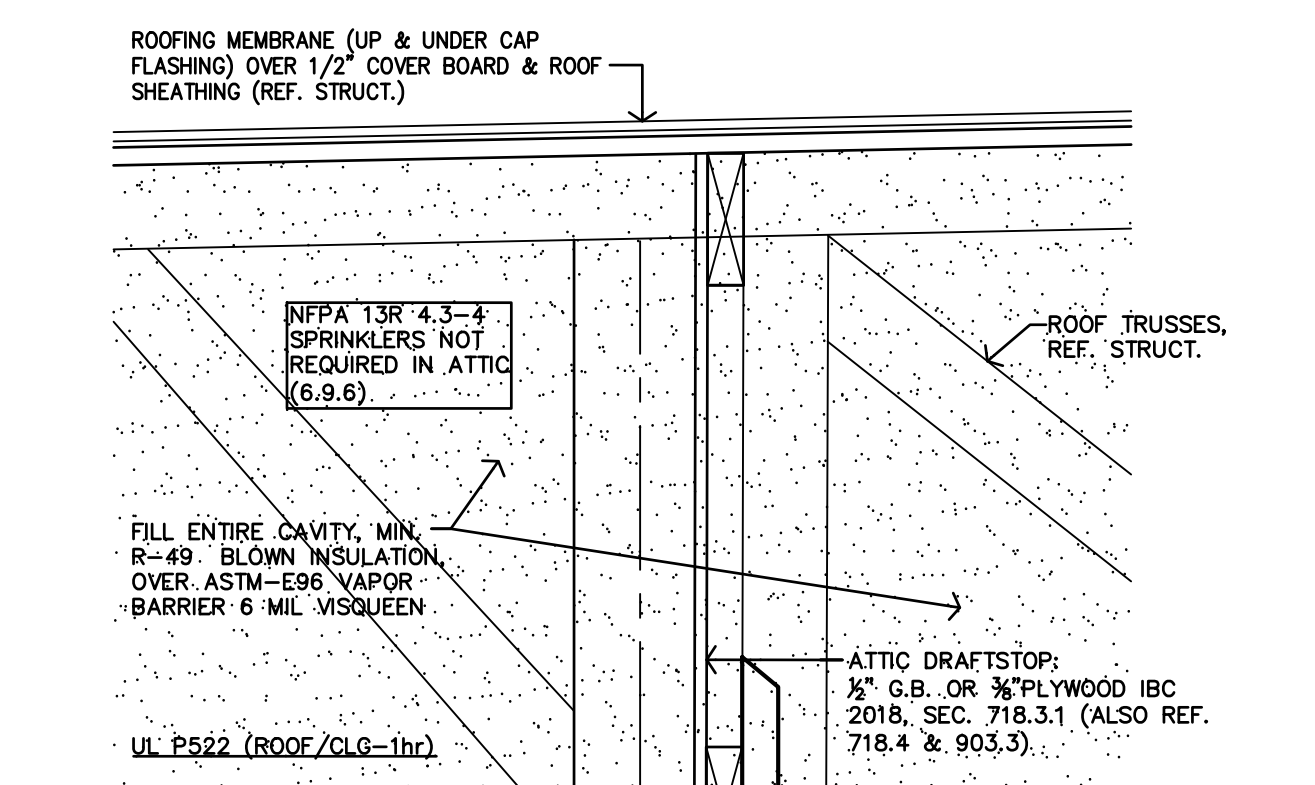 ROOFING MEMBRANE (UP & UNDER CAP
FLASHING) OVER 1/2" COVER BOARD & ROOF
SHEATHING (REF. STRUCT.)
NFPA 13R 4.3-4
SPRINKLERS NOT
REQUIRED IN ATTIC
(6.9.6)
ROOF TRUSSES,
REF. STRUCT.
FILL ENTIRE CAVITY, MIN.
R-49 BLOWN INSULATION,
OVER ASTM-E96 VAPOR
BARRIER 6 MIL VISQUEEN
ATTIC DRAFTSTOP:
½" G.B. OR ⅜"PLYWOOD IBC
2018, SEC. 718.3.1 (ALSO REF.
718.4 & 903.3)
UL P522 (ROOF/CLG-1hr)